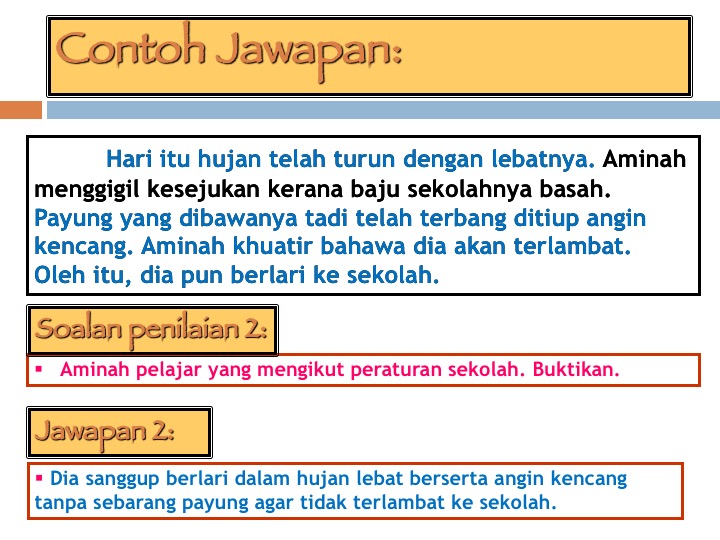 Contoh Jawapan:
Hari itu hujan telah turun dengan lebatnya. Aminah
menggigil kesejukan kerana baju sekolahnya basah.
Payung yang dibawanya tadi telah terbang ditiup angin
kencang. Aminah khuatir bahawa dia akan terlambat.
Oleh itu, dia pun berlari ke sekolah.
Soalan penilaian 2:
▪ Aminah pelajar yang mengikut peraturan sekolah. Buktikan.
Jawapan 2:
▪ Dia sanggup berlari dalam hujan lebat berserta angin kencang
tanpa sebarang payung agar tidak terlambat ke sekolah.